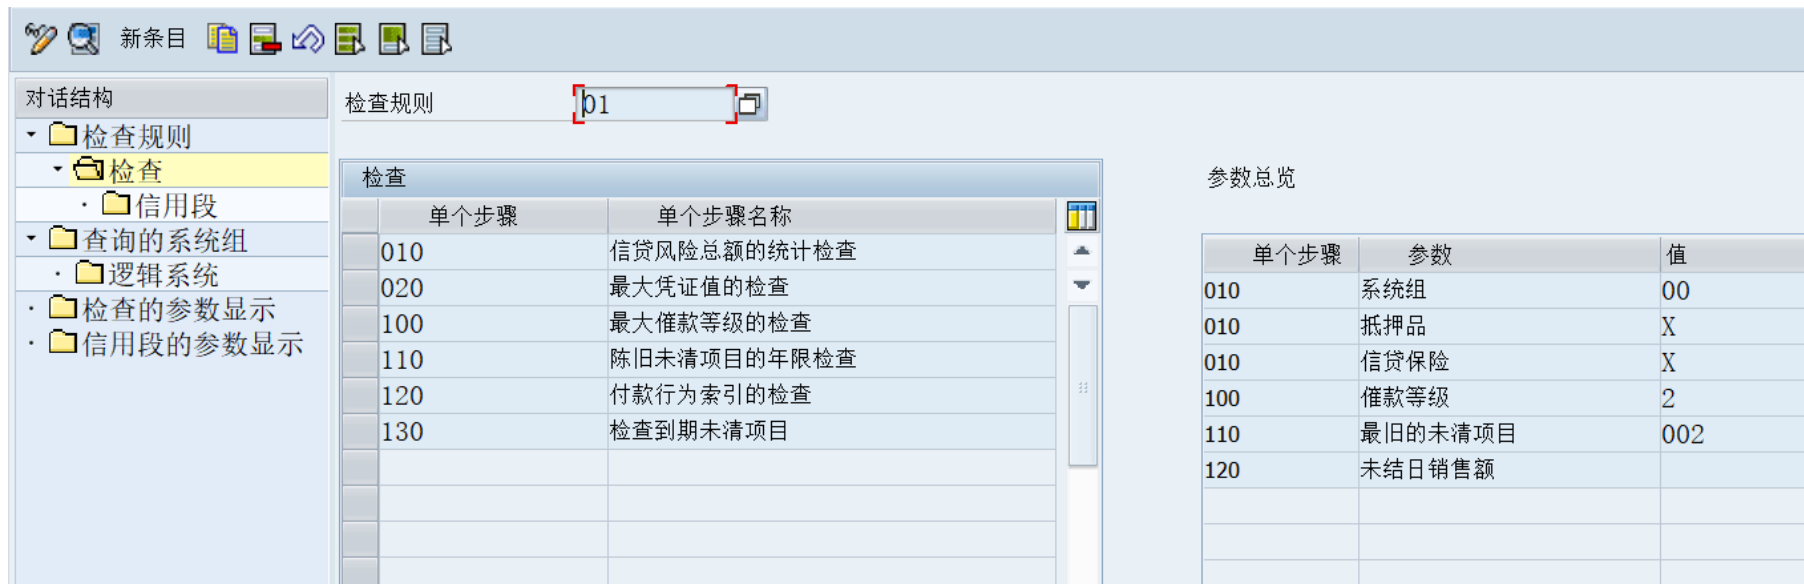 新条目
对话结构
检查规则
检查
信用段
查询的系统组
逻辑系统
检查的参数显示
信用段的参数显示
检查规则 01
检查
单个步骤 单个步骤名称
010 信贷风险总额的统计检查
020 最大凭证值的检查
100 最大催款等级的检查
110 陈旧未清项目的年限检查
120 付款行为索引的检查
130 检查到期未清项目
参数总览
单个步骤 参数 值
010 系统组 00
010 抵押品 X
010 信贷保险 X
100 催款等级 2
110 最旧的未清项目 002
120 未结日销售额